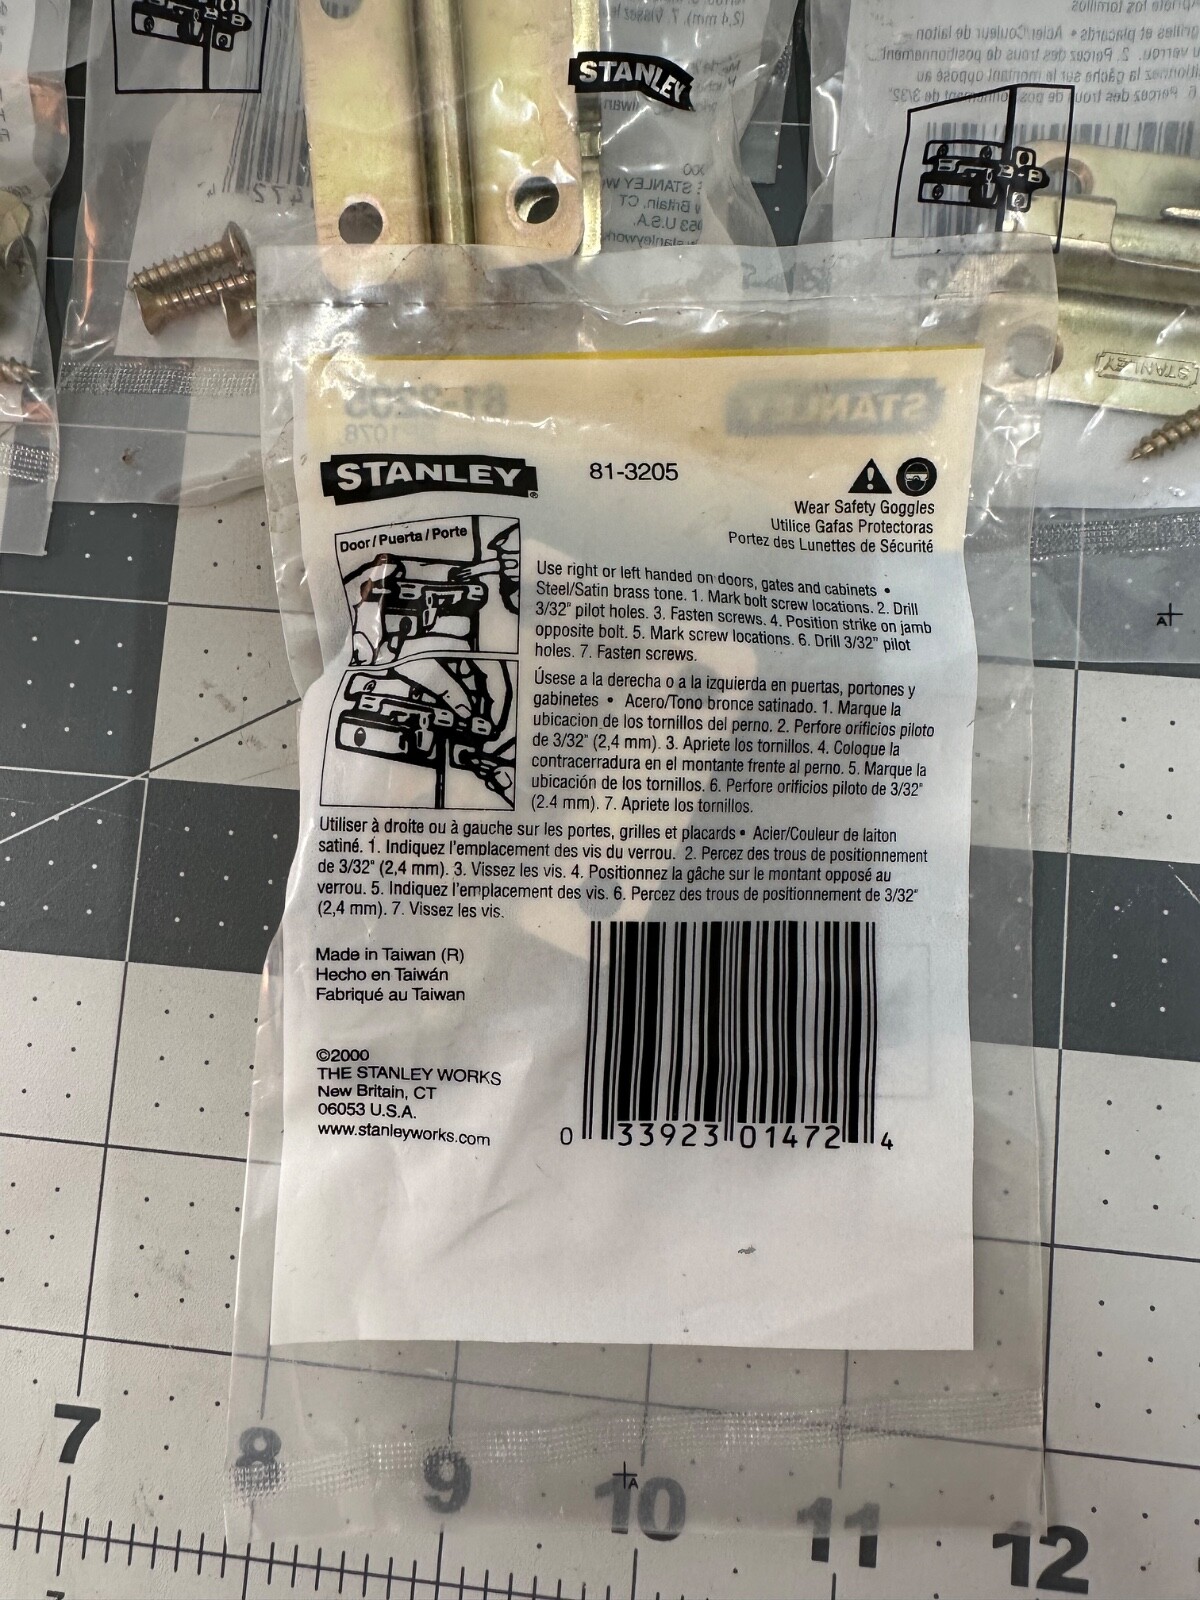 STANLEY
STANLEY
81-3205
Wear Safety Goggles
Utilice Gafas Protectoras
Portez des Lunettes de Sécurité
Door/Puerta/Porte
Use right or left handed on doors, gates and cabinets •
Steel/Satin brass tone. 1. Mark bolt screw locations. 2. Drill
3/32" pilot holes. 3. Fasten screws. 4. Position strike on jamb
opposite bolt. 5. Mark screw locations. 6. Drill 3/32" pilot
holes. 7. Fasten screws.
Úsese a la derecha o a la izquierda en puertas, portones y
gabinetes • Acero/Tono bronce satinado. 1. Marque la
ubicacion de los tornillos del perno. 2. Perfore orificios piloto
de 3/32" (2,4 mm). 3. Apriete los tornillos. 4. Coloque la
contracerradura en el montante frente al perno. 5. Marque la
ubicación de los tornillos. 6. Perfore orificios piloto de 3/32"
(2.4 mm). 7. Apriete los tornillos.
Utiliser à droite ou à gauche sur les portes, grilles et placards • Acier/Couleur de laiton
satiné. 1. Indiquez l'emplacement des vis du verrou. 2. Percez des trous de positionnement
de 3/32" (2,4 mm). 3. Vissez les vis. 4. Positionnez la gâche sur le montant opposé au
verrou. 5. Indiquez l'emplacement des vis. 6. Percez des trous de positionnement de 3/32"
(2,4 mm). 7. Vissez les vis.
Made in Taiwan (R)
Hecho en Taiwán
Fabriqué au Taiwan
©2000
THE STANLEY WORKS
New Britain, CT
06053 U.S.A.
www.stanleyworks.com
0 33923 01472 4
STANLEY
7 8 9 10 11 12